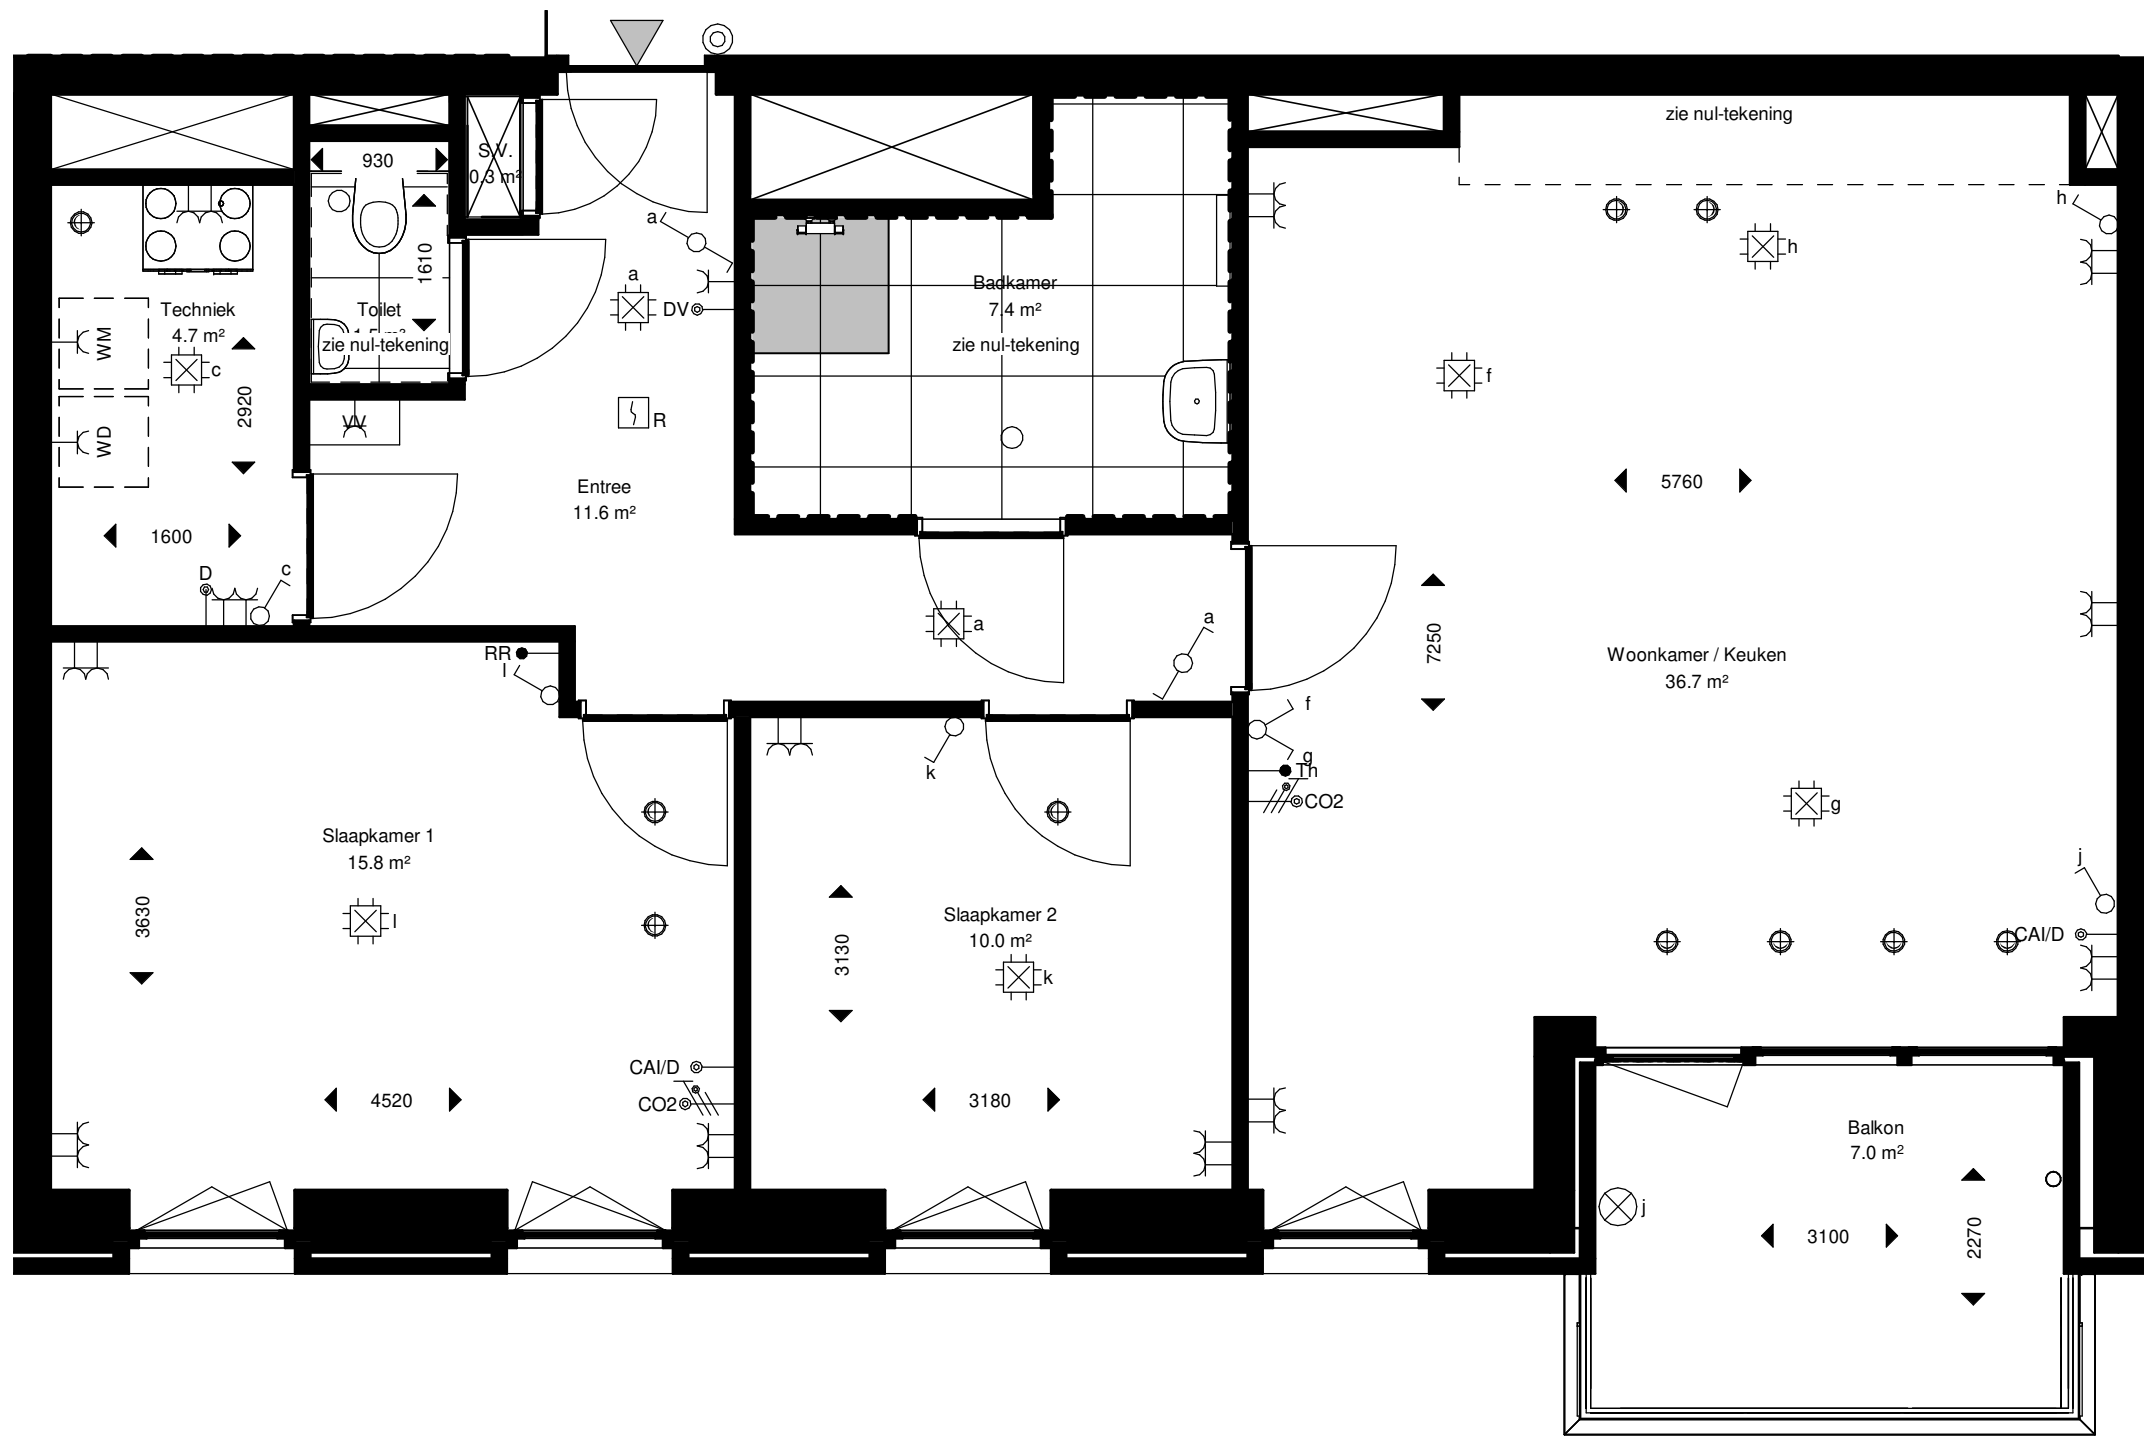 zie nul-tekening
930
S.V.
0.3 m²
1610
a
h
h
a
DV
Badkamer
7.4 m²
zie nul-tekening
Techniek
4.7 m²
Toilet
zie nul-tekening
WM
c
2920
f
VV
R
WD
5760
Entree
11.6 m²
1600
D
c
a
a
7250
Woonkamer / Keuken
36.7 m²
RR
l
f
g
Th
CO2
k
g
Slaapkamer 1
15.8 m²
3630
l
Slaapkamer 2
10.0 m²
3130
k
j
CAI/D
CAI/D
CO2
4520
3180
Balkon
7.0 m²
j
3100
2270